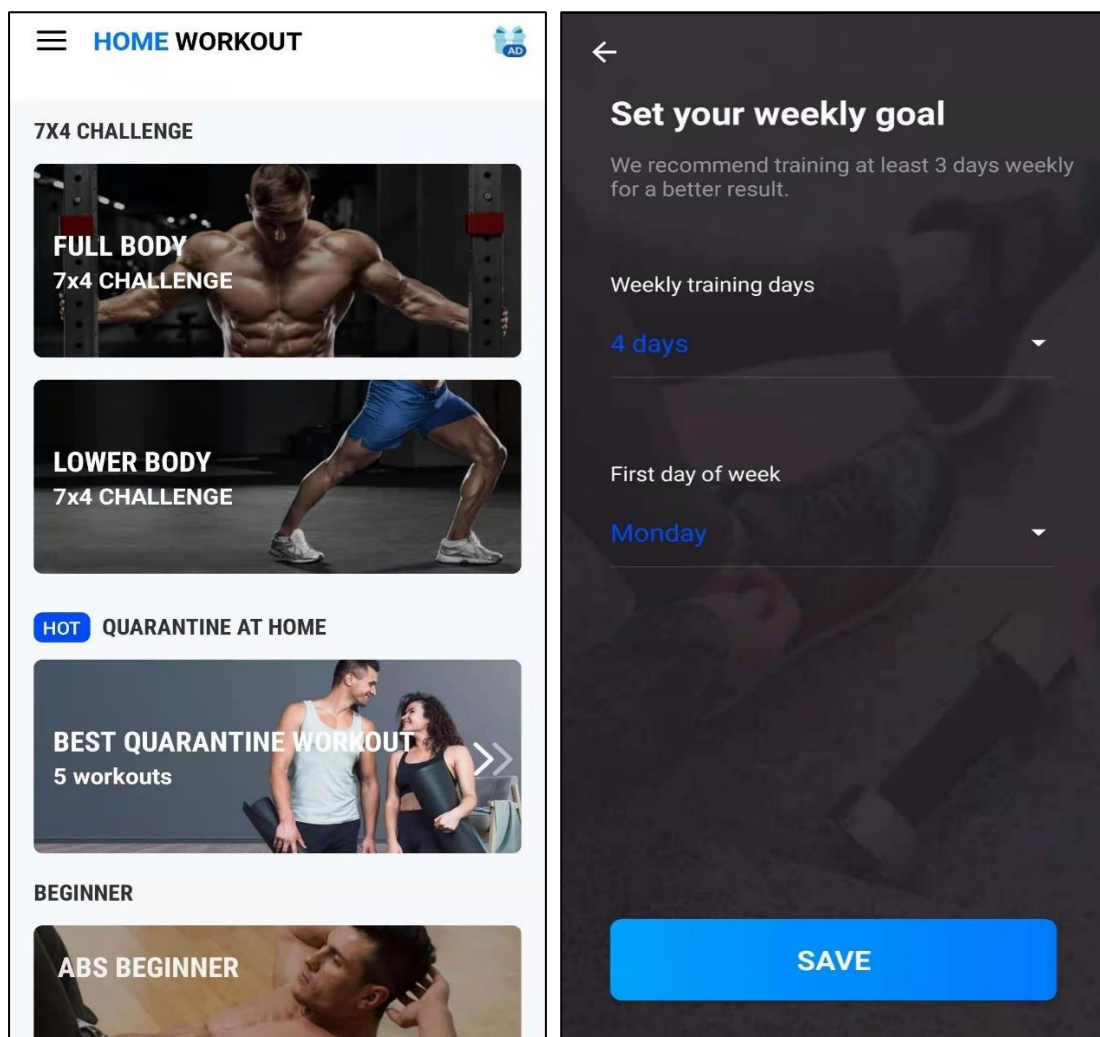 HOME WORKOUT
AD
7X4 CHALLENGE
FULL BODY
7x4 CHALLENGE
LOWER BODY
7x4 CHALLENGE
HOT QUARANTINE AT HOME
BEST QUARANTINE WORKOUT
5 workouts
BEGINNER
ABS BEGINNER
Set your weekly goal
We recommend training at least 3 days weekly
for a better result.
Weekly training days
4 days
First day of week
Monday
SAVE